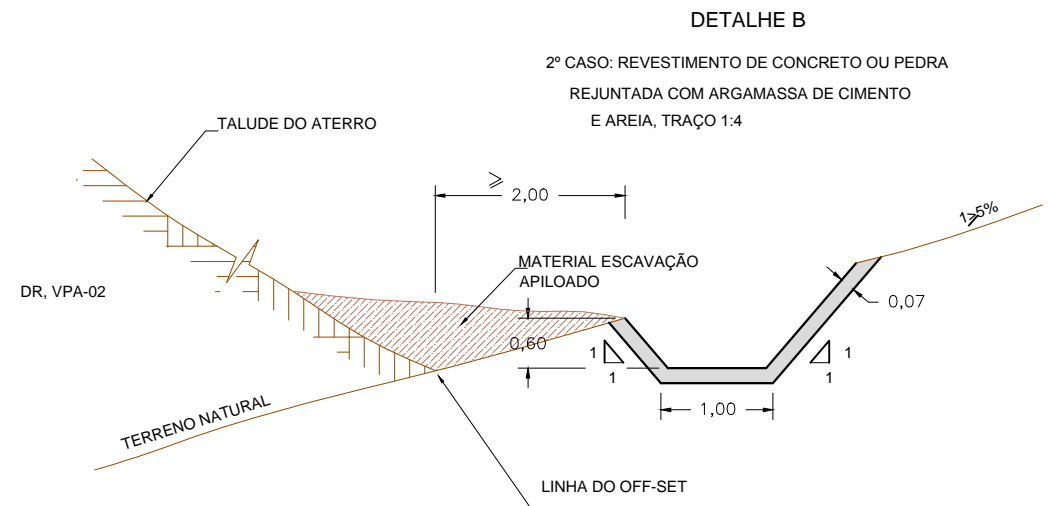 DETALHE B
2º CASO: REVESTIMENTO DE CONCRETO OU PEDRA
REJUNTADA COM ARGAMASSA DE CIMENTO
E AREIA, TRAÇO 1:4
TALUDE DO ATERRO
≥
2,00
1≥5%
MATERIAL ESCAVAÇÃO
APILOADO
DR, VPA-02
0,07
0,60
1
1
1
1
1,00
TERRENO NATURAL
LINHA DO OFF-SET